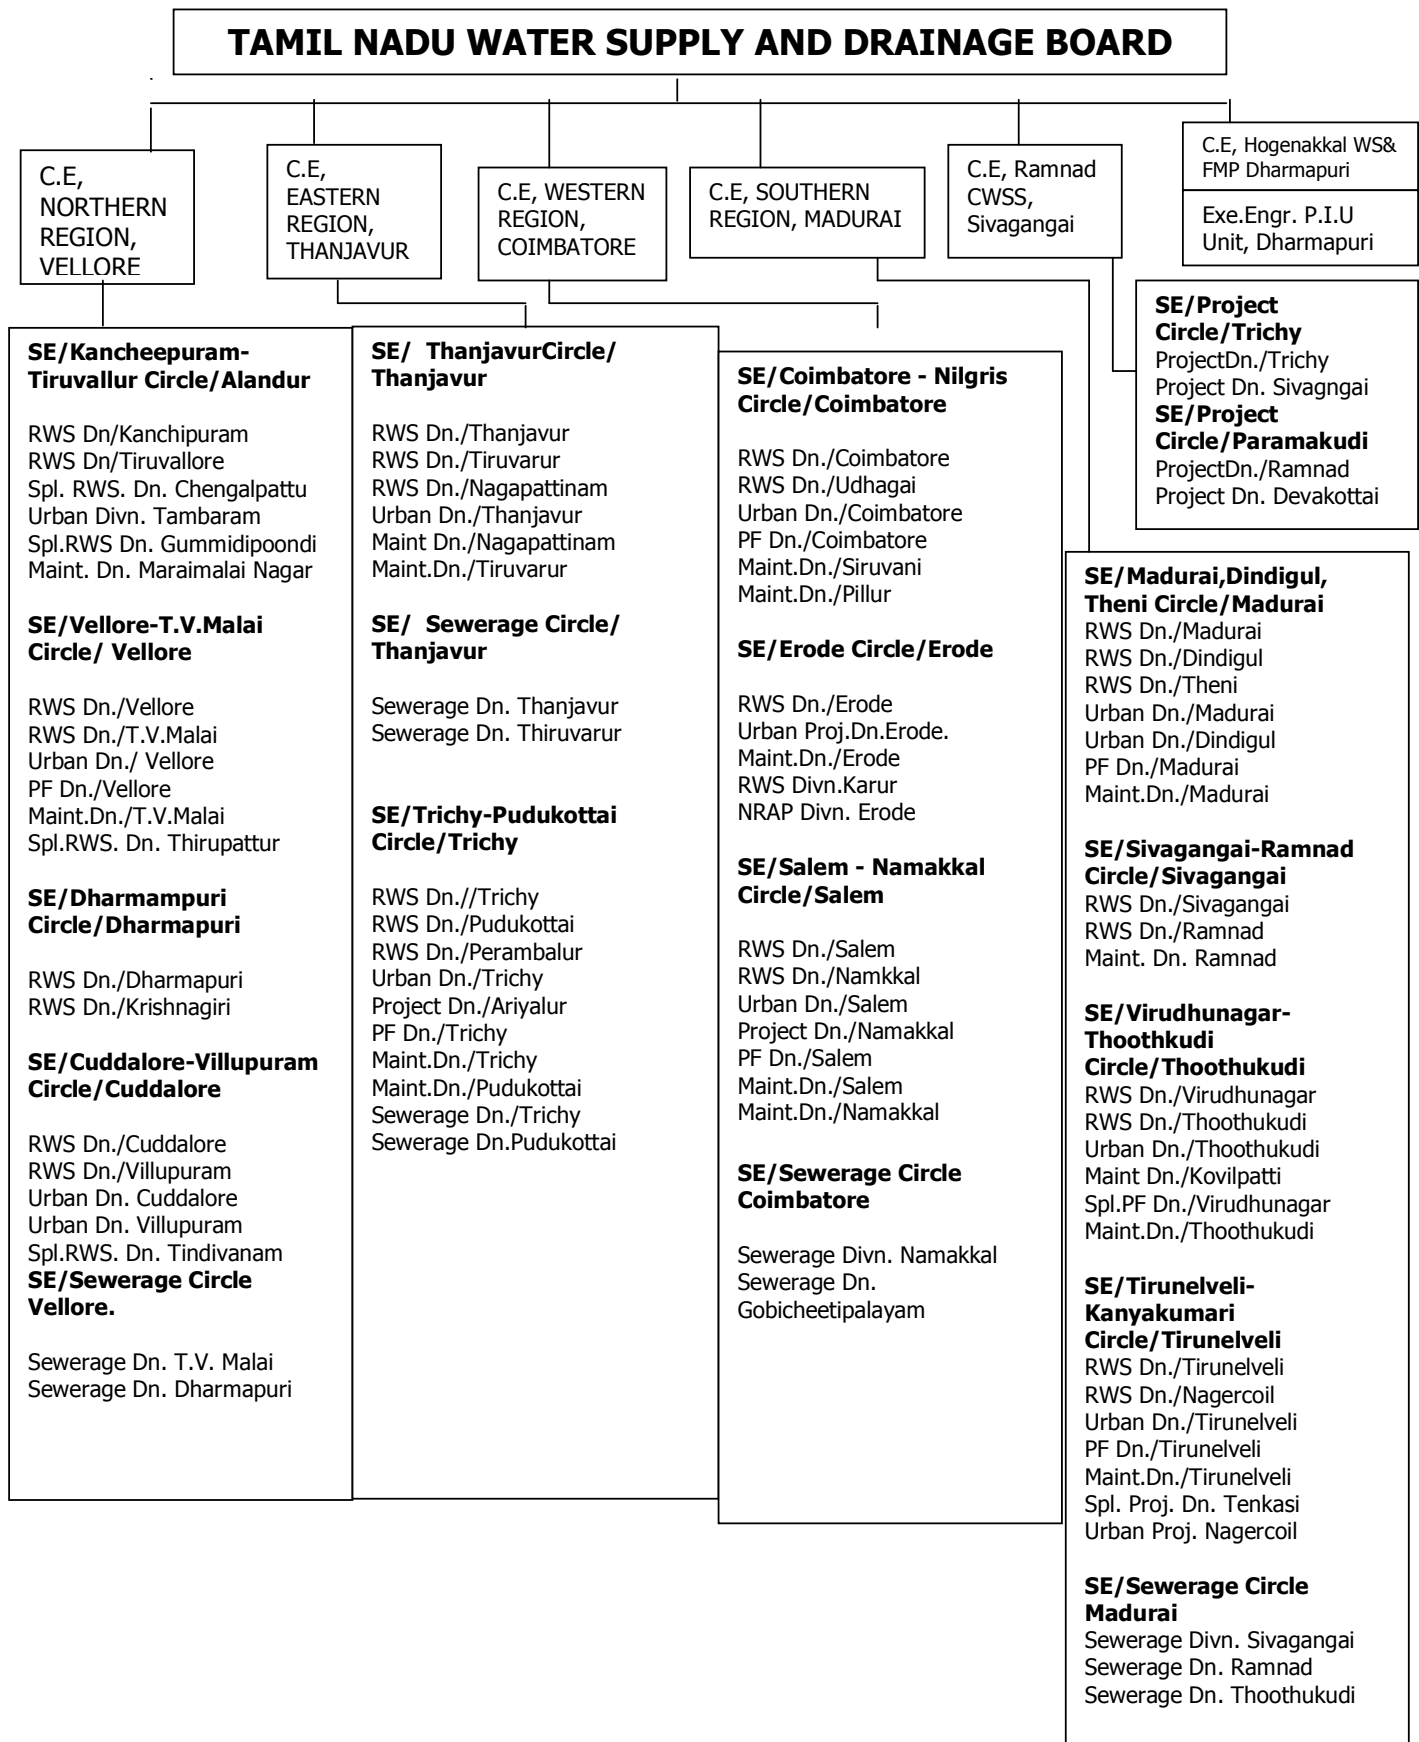 TAMIL NADU WATER SUPPLY AND DRAINAGE BOARD
C.E,
NORTHERN
REGION,
VELLORE
C.E,
EASTERN
REGION,
THANJAVUR
C.E, WESTERN
REGION,
COIMBATORE
C.E, SOUTHERN
REGION, MADURAI
C.E, Ramnad
CWSS,
Sivagangai
C.E, Hogenakkal WS&
FMP Dharmapuri
Exe.Engr. P.I.U
Unit, Dharmapuri
SE/Kancheepuram-
Tiruvallur Circle/Alandur
RWS Dn/Kanchipuram
RWS Dn/Tiruvallore
Spl. RWS. Dn. Chengalpattu
Urban Divn. Tambaram
Spl.RWS Dn. Gummidipoondi
Maint. Dn. Maraimalai Nagar
SE/Vellore-T.V.Malai
Circle/ Vellore
RWS Dn./Vellore
RWS Dn./T.V.Malai
Urban Dn./ Vellore
PF Dn./Vellore
Maint.Dn./T.V.Malai
Spl.RWS. Dn. Thirupattur
SE/Dharmampuri
Circle/Dharmapuri
RWS Dn./Dharmapuri
RWS Dn./Krishnagiri
SE/Cuddalore-Villupuram
Circle/Cuddalore
RWS Dn./Cuddalore
RWS Dn./Villupuram
Urban Dn. Cuddalore
Urban Dn. Villupuram
Spl.RWS. Dn. Tindivanam
SE/Sewerage Circle
Vellore.
Sewerage Dn. T.V. Malai
Sewerage Dn. Dharmapuri
SE/ ThanjavurCircle/
Thanjavur
RWS Dn./Thanjavur
RWS Dn./Tiruvarur
RWS Dn./Nagapattinam
Urban Dn./Thanjavur
Maint Dn./Nagapattinam
Maint.Dn./Tiruvarur
SE/ Sewerage Circle/
Thanjavur
Sewerage Dn. Thanjavur
Sewerage Dn. Thiruvarur
SE/Trichy-Pudukottai
Circle/Trichy
RWS Dn.//Trichy
RWS Dn./Pudukottai
RWS Dn./Perambalur
Urban Dn./Trichy
Project Dn./Ariyalur
PF Dn./Trichy
Maint.Dn./Trichy
Maint.Dn./Pudukottai
Sewerage Dn./Trichy
Sewerage Dn.Pudukottai
SE/Coimbatore - Nilgris
Circle/Coimbatore
RWS Dn./Coimbatore
RWS Dn./Udhagai
Urban Dn./Coimbatore
PF Dn./Coimbatore
Maint.Dn./Siruvani
Maint.Dn./Pillur
SE/Erode Circle/Erode
RWS Dn./Erode
Urban Proj.Dn.Erode.
Maint.Dn./Erode
RWS Divn.Karur
NRAP Divn. Erode
SE/Salem - Namakkal
Circle/Salem
RWS Dn./Salem
RWS Dn./Namkkal
Urban Dn./Salem
Project Dn./Namakkal
PF Dn./Salem
Maint.Dn./Salem
Maint.Dn./Namakkal
SE/Sewerage Circle
Coimbatore
Sewerage Divn. Namakkal
Sewerage Dn.
Gobicheetipalayam
SE/Project
Circle/Trichy
ProjectDn./Trichy
Project Dn. Sivagngai
SE/Project
Circle/Paramakudi
ProjectDn./Ramnad
Project Dn. Devakottai
SE/Madurai,Dindigul,
Theni Circle/Madurai
RWS Dn./Madurai
RWS Dn./Dindigul
RWS Dn./Theni
Urban Dn./Madurai
Urban Dn./Dindigul
PF Dn./Madurai
Maint.Dn./Madurai
SE/Sivagangai-Ramnad
Circle/Sivagangai
RWS Dn./Sivagangai
RWS Dn./Ramnad
Maint. Dn. Ramnad
SE/Virudhunagar-
Thoothkudi
Circle/Thoothukudi
RWS Dn./Virudhunagar
RWS Dn./Thoothukudi
Urban Dn./Thoothukudi
Maint Dn./Kovilpatti
Spl.PF Dn./Virudhunagar
Maint.Dn./Thoothukudi
SE/Tirunelveli-
Kanyakumari
Circle/Tirunelveli
RWS Dn./Tirunelveli
RWS Dn./Nagercoil
Urban Dn./Tirunelveli
PF Dn./Tirunelveli
Maint.Dn./Tirunelveli
Spl. Proj. Dn. Tenkasi
Urban Proj. Nagercoil
SE/Sewerage Circle
Madurai
Sewerage Divn. Sivagangai
Sewerage Dn. Ramnad
Sewerage Dn. Thoothukudi